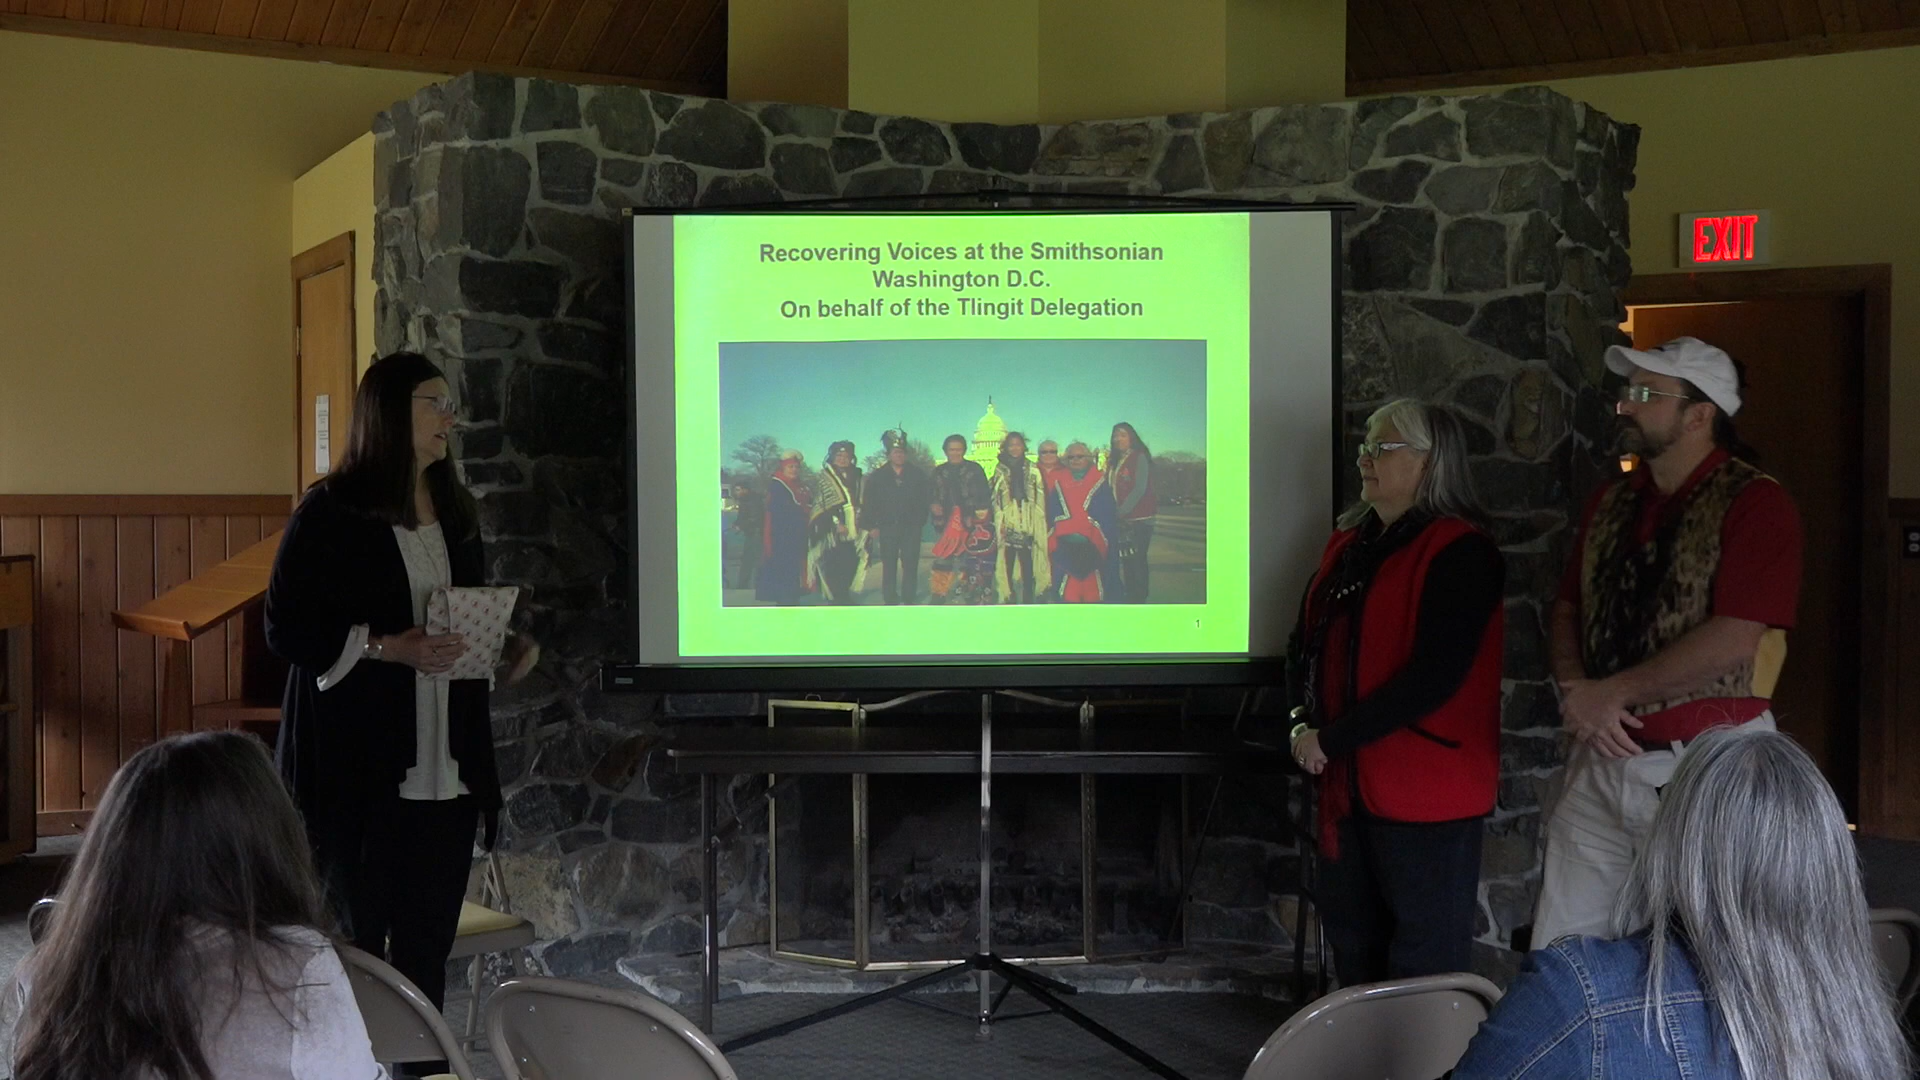 Recovering Voices at the Smithsonian
Washington D.C.
On behalf of the Tlingit Delegation
1
EXIT